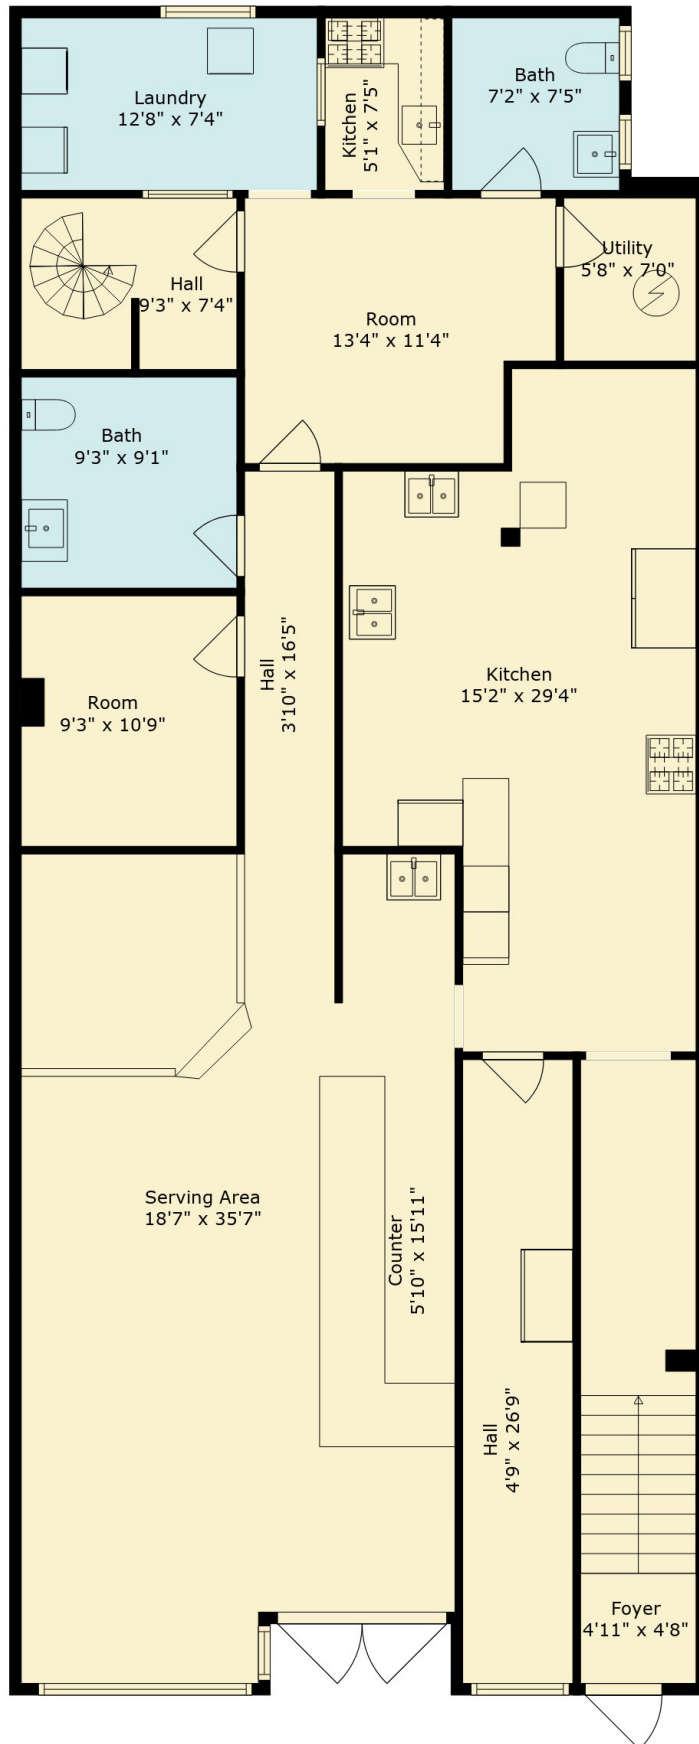 Laundry
12'8" x 7'4"
Kitchen
5'1" x 7'5"
Bath
7'2" x 7'5"
Hall
9'3" x 7'4"
Room
13'4" x 11'4"
Utility
5'8" x 7'0"
Bath
9'3" x 9'1"
Hall
3'10" x 16'5"
Kitchen
15'2" x 29'4"
Room
9'3" x 10'9"
Serving Area
18'7" x 35'7"
Counter
5'10" x 15'11"
Hall
4'9" x 26'9"
Foyer
4'11" x 4'8"